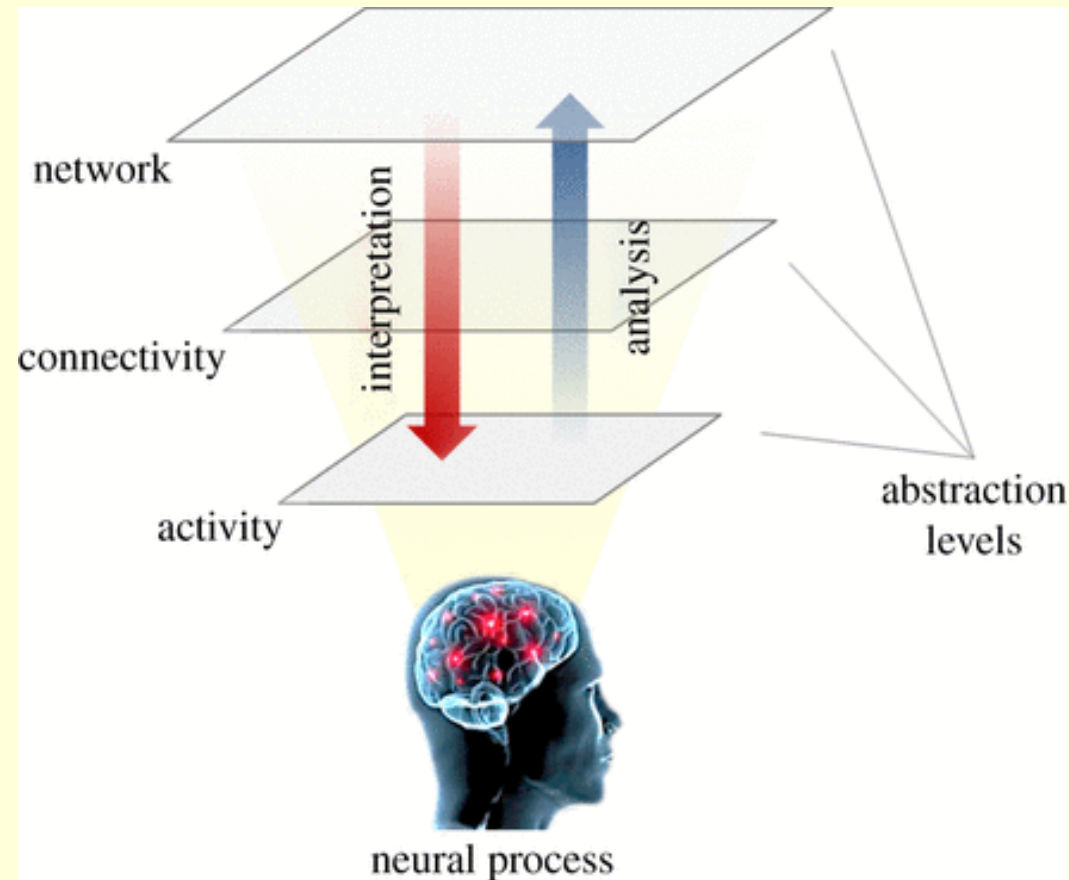 network
interpretation
analysis
connectivity
activity
abstraction
levels
neural process